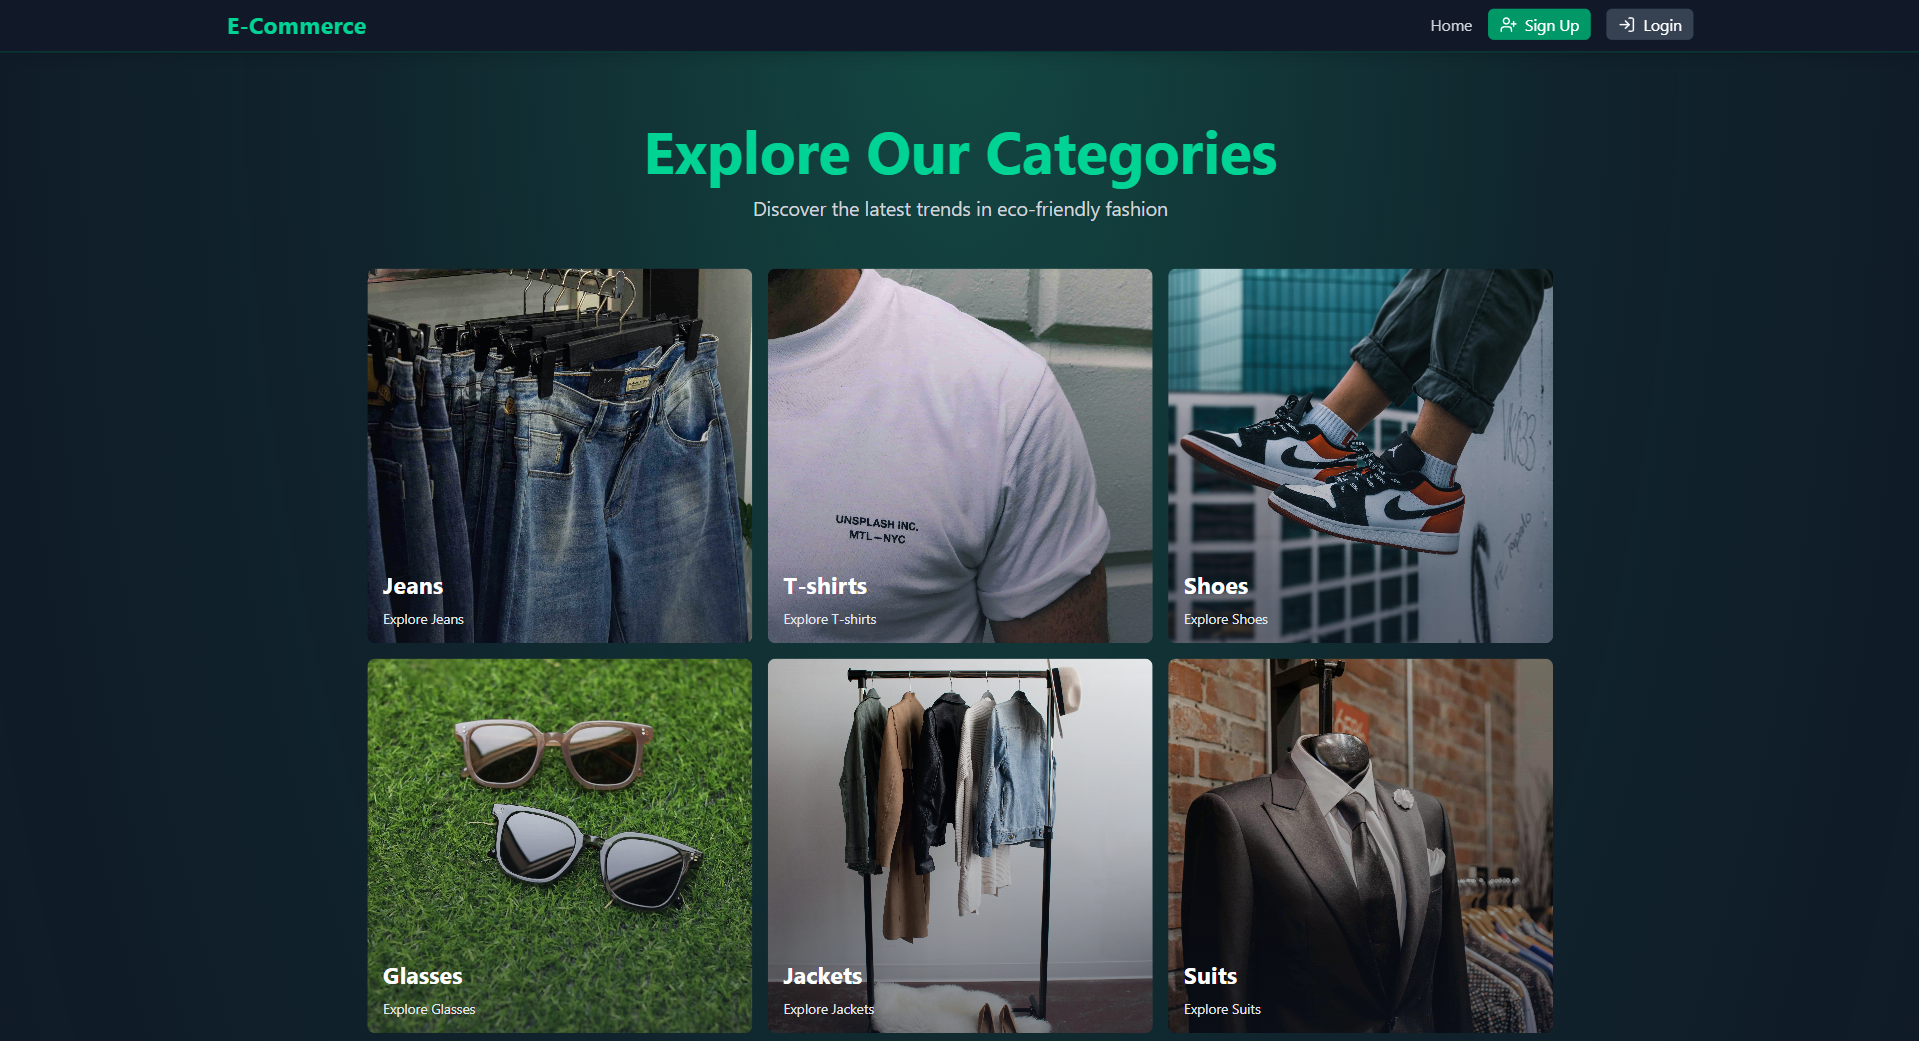 E-Commerce
Home
Sign Up
Login
Explore Our Categories
Discover the latest trends in eco-friendly fashion
UNSPLASH INC.
MTL—NYC
Jeans
Explore Jeans
T-shirts
Explore T-shirts
Shoes
Explore Shoes
Glasses
Explore Glasses
Jackets
Explore Jackets
Suits
Explore Suits